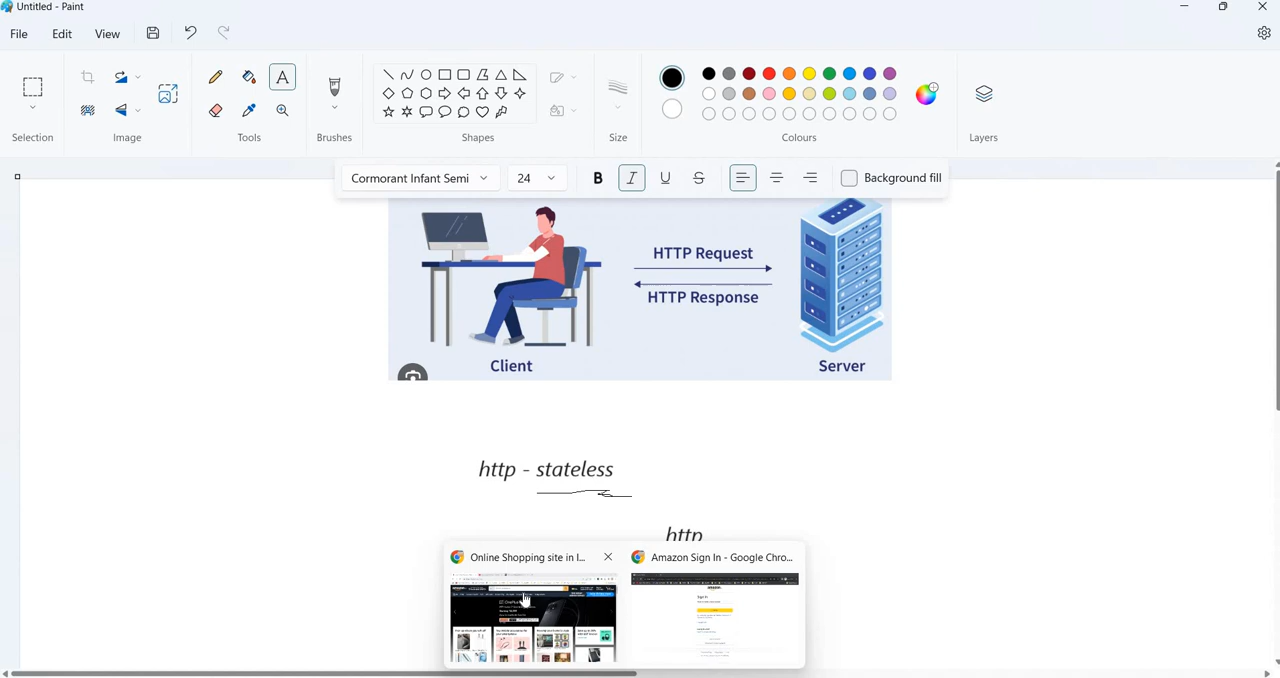 Untitled - Paint
File Edit View
Selection Image Tools Brushes Shapes Size Colours Layers
Cormorant Infant Semi 24 B I U S Background fill
HTTP Request
HTTP Response
Client Server
http - stateless
http
Online Shopping site in I... Amazon Sign In - Google Chro...